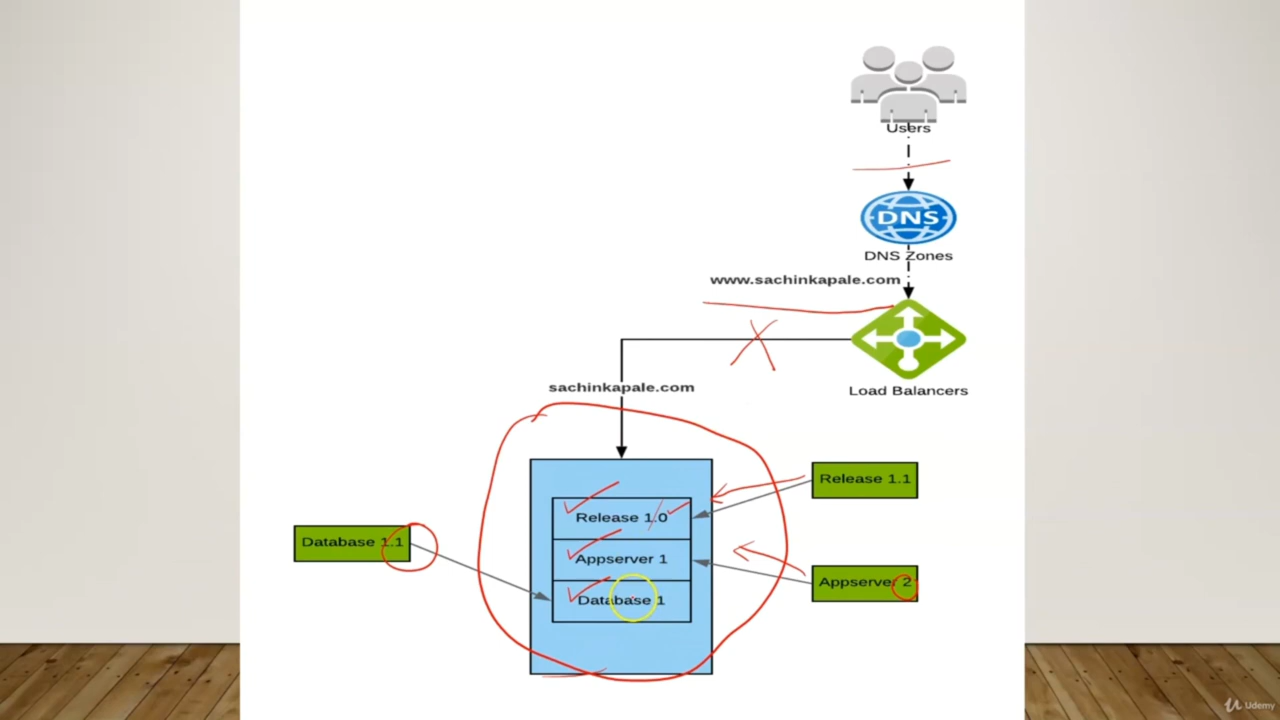 Users
DNS
DNS Zones
www.sachinkapale.com
Load Balancers
sachinkapale.com
Release 1.1
Release 1.0
Database 1.1
Appserver 1
Appserver 2
Database 1
Udemy